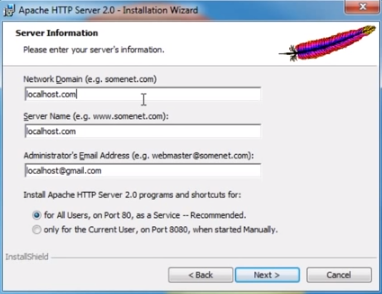 Apache HTTP Server 2.0 - Installation Wizard
Server Information
Please enter your server's information.
Network Domain (e.g. somenet.com)
localhost.com
Server Name (e.g. www.somenet.com):
localhost.com
Administrator's Email Address (e.g. webmaster@somenet.com):
localhost@gmail.com
Install Apache HTTP Server 2.0 programs and shortcuts for:
for All Users, on Port 80, as a Service -- Recommended.
only for the Current User, on Port 8080, when started Manually.
InstallShield
< Back Next > Cancel